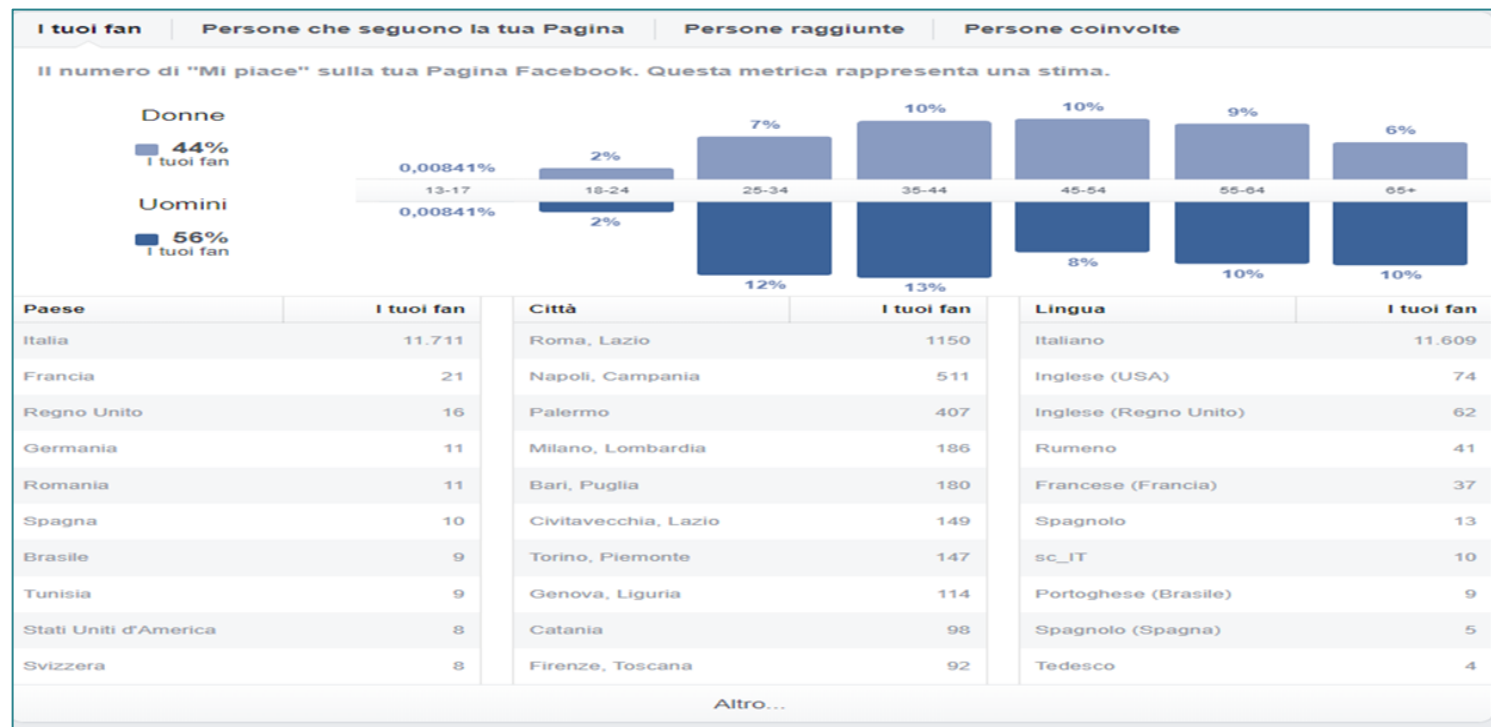 I tuoi fan Persone che seguono la tua Pagina Persone raggiunte Persone coinvolte
Il numero di "Mi piace" sulla tua Pagina Facebook. Questa metrica rappresenta una stima.
Donne
44%
I tuoi fan
0,00841% 2% 7% 10% 10% 9% 6%
13-17 18-24 25-34 35-44 45-54 55-64 65+
Uomini
56%
I tuoi fan
0,00841% 2% 12% 13% 8% 10% 10%
Paese I tuoi fan Città I tuoi fan Lingua I tuoi fan
Italia 11.711 Roma, Lazio 1150 Italiano 11.609
Francia 21 Napoli, Campania 511 Inglese (USA) 74
Regno Unito 16 Palermo 407 Inglese (Regno Unito) 62
Germania 11 Milano, Lombardia 186 Rumeno 41
Romania 11 Bari, Puglia 180 Francese (Francia) 37
Spagna 10 Civitavecchia, Lazio 149 Spagnolo 13
Brasile 9 Torino, Piemonte 147 sc_IT 10
Tunisia 9 Genova, Liguria 114 Portoghese (Brasile) 9
Stati Uniti d'America 8 Catania 98 Spagnolo (Spagna) 5
Svizzera 8 Firenze, Toscana 92 Tedesco 4
Altro...